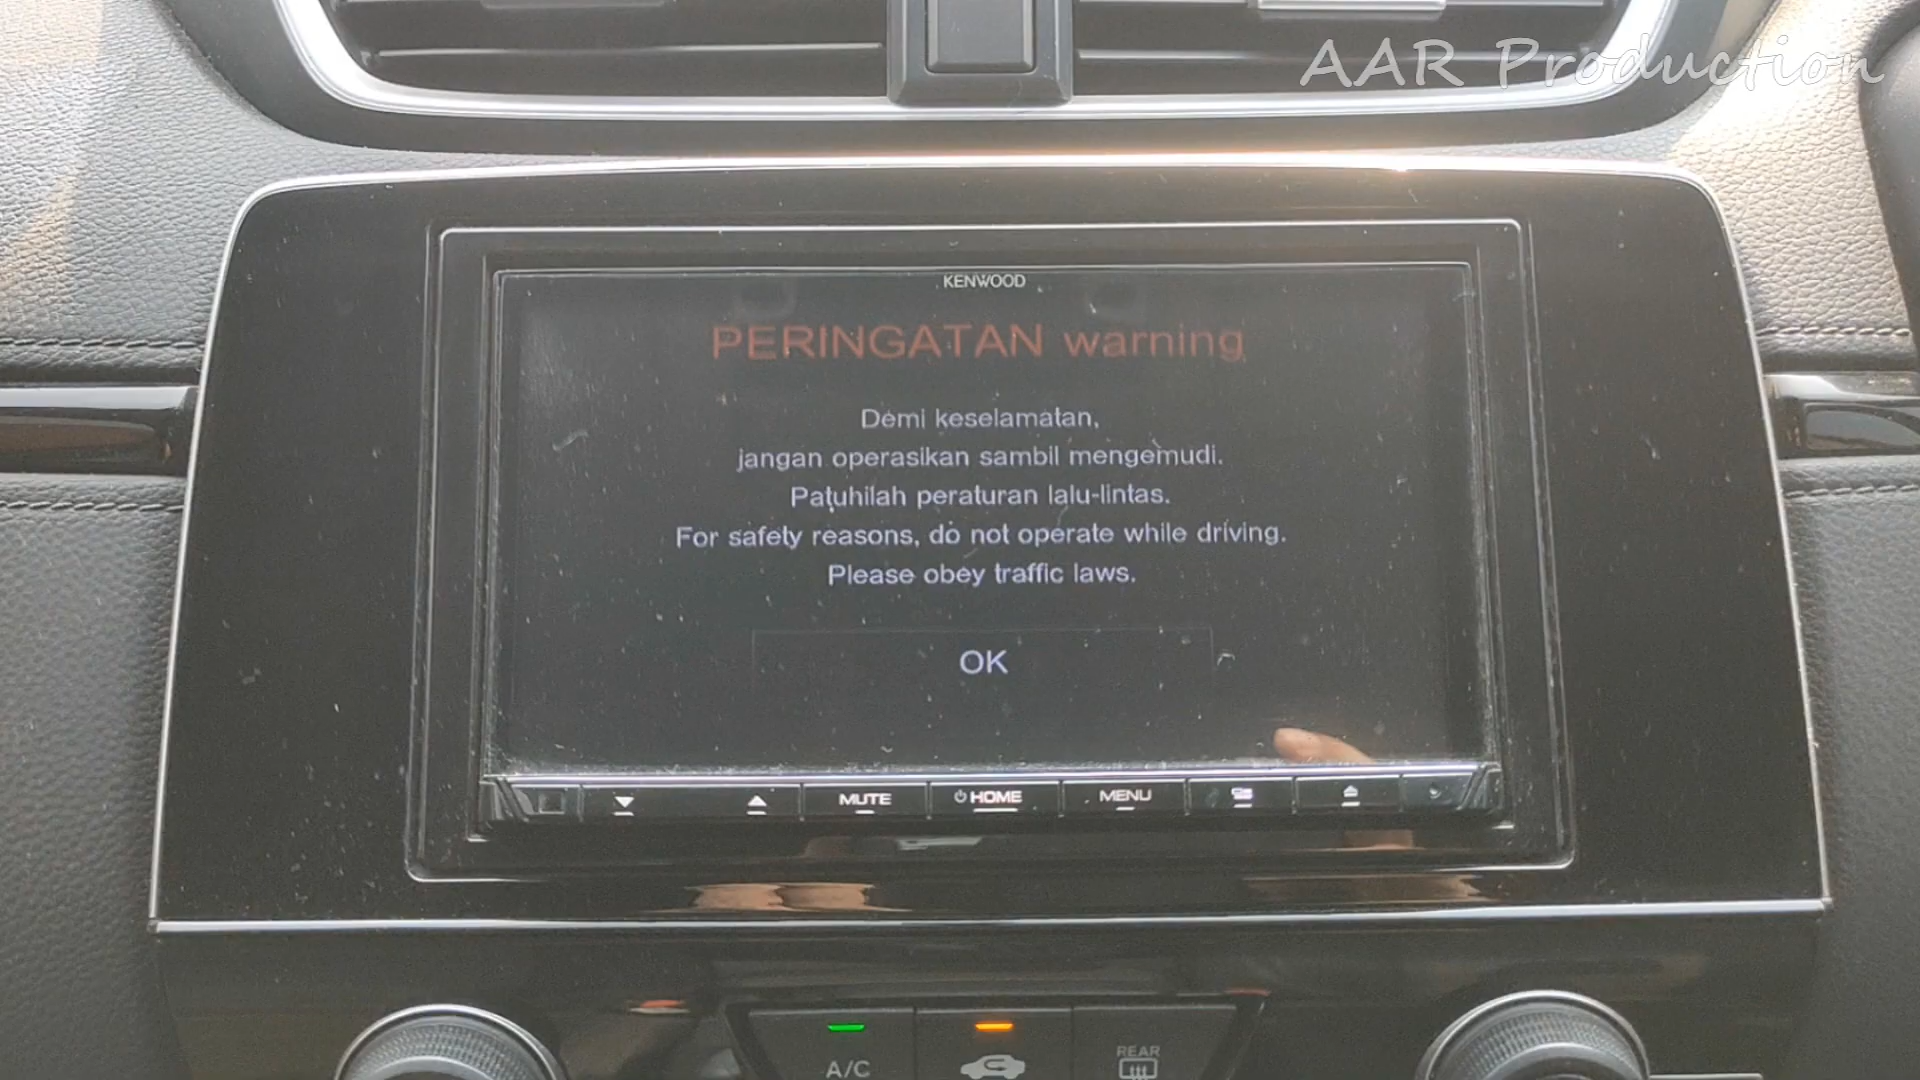 AAR Production
KENWOOD
PERINGATAN warning
Demi keselamatan,
jangan operasikan sambil mengemudi.
Patuhilah peraturan lalu-lintas.
For safety reasons, do not operate while driving.
Please obey traffic laws.
OK
MUTE HOME MENU
A/C
REAR